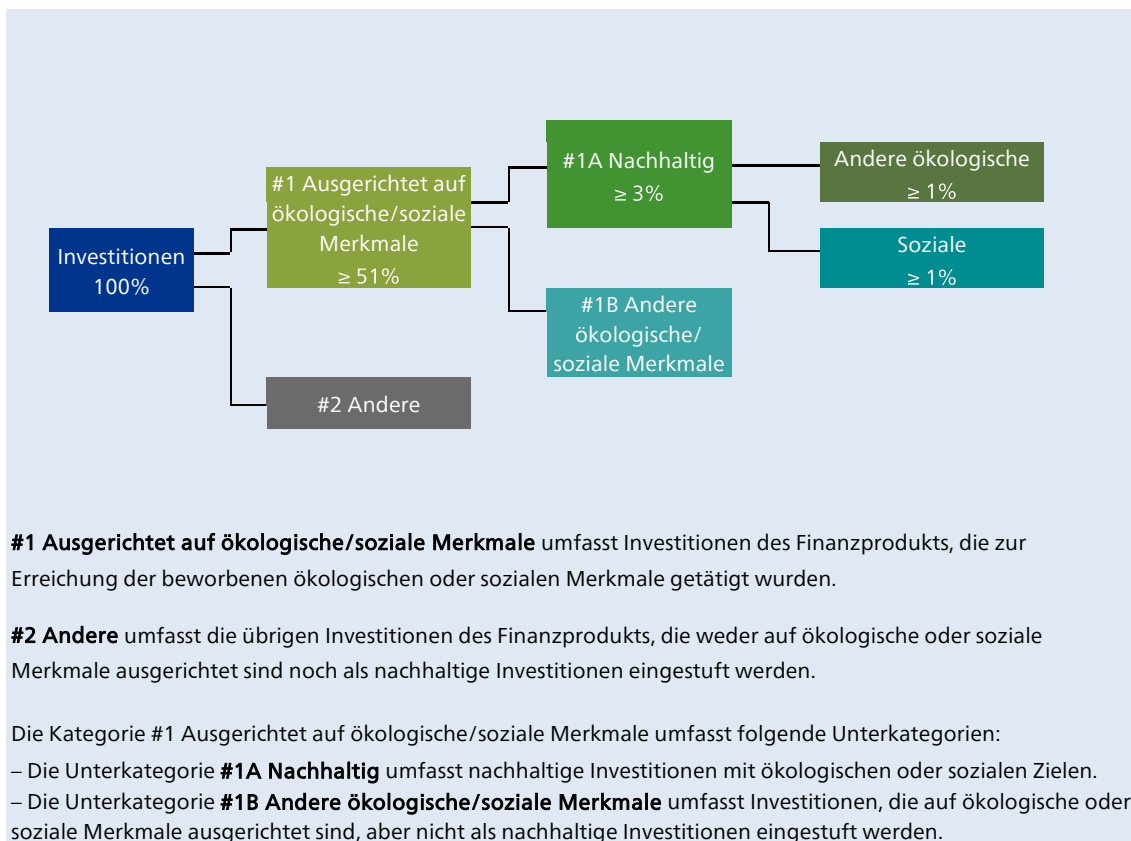 Investitionen
100%
#1 Ausgerichtet auf
ökologische/soziale
Merkmale
≥ 51%
#2 Andere
#1A Nachhaltig
≥ 3%
#1B Andere
ökologische/
soziale Merkmale
Andere ökologische
≥ 1%
Soziale
≥ 1%
#1 Ausgerichtet auf ökologische/soziale Merkmale umfasst Investitionen des Finanzprodukts, die zur
Erreichung der beworbenen ökologischen oder sozialen Merkmale getätigt wurden.
#2 Andere umfasst die übrigen Investitionen des Finanzprodukts, die weder auf ökologische oder soziale
Merkmale ausgerichtet sind noch als nachhaltige Investitionen eingestuft werden.
Die Kategorie #1 Ausgerichtet auf ökologische/soziale Merkmale umfasst folgende Unterkategorien:
– Die Unterkategorie #1A Nachhaltig umfasst nachhaltige Investitionen mit ökologischen oder sozialen Zielen.
– Die Unterkategorie #1B Andere ökologische/soziale Merkmale umfasst Investitionen, die auf ökologische oder
soziale Merkmale ausgerichtet sind, aber nicht als nachhaltige Investitionen eingestuft werden.